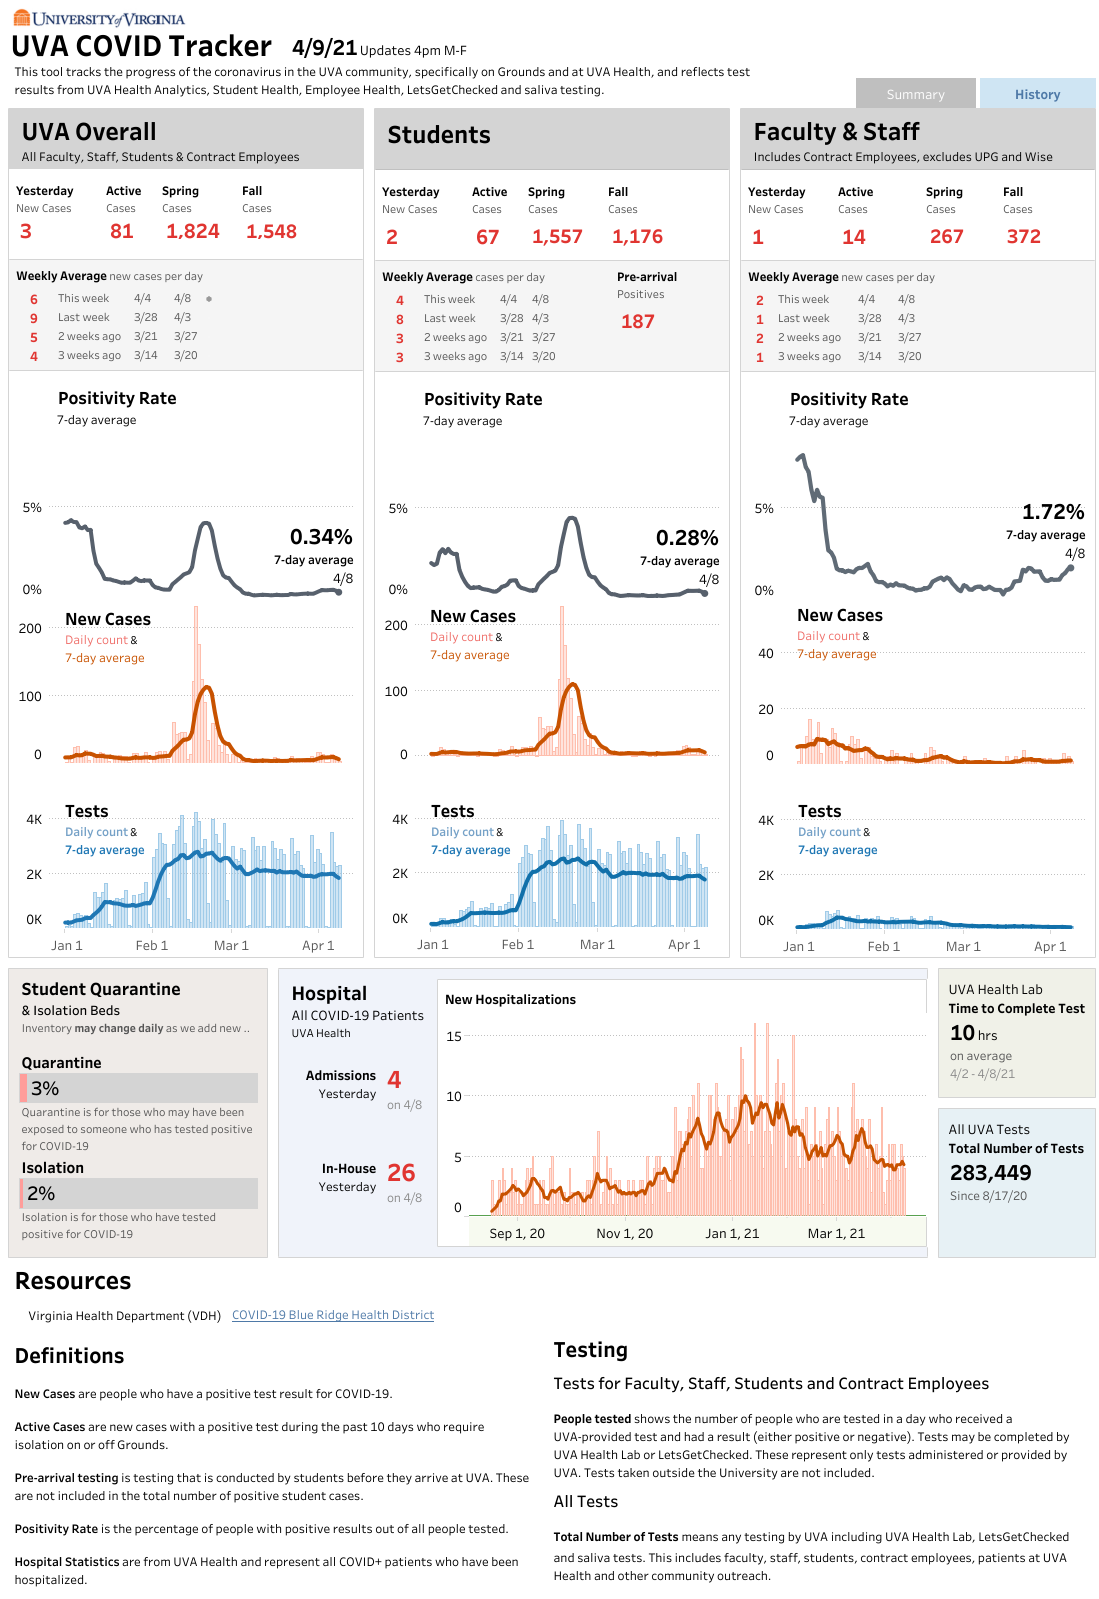 UNIVERSITY of VIRGINIA
UVA COVID Tracker 4/9/21 Updates 4pm M-F
This tool tracks the progress of the coronavirus in the UVA community, specifically on Grounds and at UVA Health, and reflects test
results from UVA Health Analytics, Student Health, Employee Health, LetsGetChecked and saliva testing.
Summary
History
UVA Overall
All Faculty, Staff, Students & Contract Employees
Yesterday Active Spring Fall
New Cases Cases Cases Cases
3 81 1,824 1,548
Weekly Average new cases per day
6 This week 4/4 4/8
9 Last week 3/28 4/3
5 2 weeks ago 3/21 3/27
4 3 weeks ago 3/14 3/20
Positivity Rate
7-day average
5%
0.34%
7-day average
4/8
0%
New Cases
200
Daily count &
7-day average
100
0
Tests
4K
Daily count &
7-day average
2K
0K
Jan 1 Feb 1 Mar 1 Apr 1
Students
Yesterday Active Spring Fall
New Cases Cases Cases Cases
2 67 1,557 1,176
Weekly Average cases per day
4 This week 4/4 4/8
8 Last week 3/28 4/3
3 2 weeks ago 3/21 3/27
3 3 weeks ago 3/14 3/20
Pre-arrival
Positives
187
Positivity Rate
7-day average
5%
0.28%
7-day average
4/8
0%
New Cases
200
Daily count &
7-day average
100
0
Tests
4K
Daily count &
7-day average
2K
0K
Jan 1 Feb 1 Mar 1 Apr 1
Faculty & Staff
Includes Contract Employees, excludes UPG and Wise
Yesterday Active Spring Fall
New Cases Cases Cases Cases
1 14 267 372
Weekly Average new cases per day
2 This week 4/4 4/8
1 Last week 3/28 4/3
2 2 weeks ago 3/21 3/27
1 3 weeks ago 3/14 3/20
Positivity Rate
7-day average
5%
1.72%
7-day average
4/8
0%
New Cases
Daily count &
40
7-day average
20
0
Tests
4K
Daily count &
7-day average
2K
0K
Jan 1 Feb 1 Mar 1 Apr 1
Student Quarantine
& Isolation Beds
Inventory may change daily as we add new ..
Quarantine
3%
Quarantine is for those who may have been
exposed to someone who has tested positive
for COVID-19
Isolation
2%
Isolation is for those who have tested
positive for COVID-19
Hospital
All COVID-19 Patients
UVA Health
Admissions
Yesterday
4
on 4/8
In-House
Yesterday
26
on 4/8
New Hospitalizations
15
10
5
0
Sep 1, 20 Nov 1, 20 Jan 1, 21 Mar 1, 21
UVA Health Lab
Time to Complete Test
10 hrs
on average
4/2 - 4/8/21
All UVA Tests
Total Number of Tests
283,449
Since 8/17/20
Resources
Virginia Health Department (VDH) COVID-19 Blue Ridge Health District
Definitions
New Cases are people who have a positive test result for COVID-19.
Active Cases are new cases with a positive test during the past 10 days who require
isolation on or off Grounds.
Pre-arrival testing is testing that is conducted by students before they arrive at UVA. These
are not included in the total number of positive student cases.
Positivity Rate is the percentage of people with positive results out of all people tested.
Hospital Statistics are from UVA Health and represent all COVID+ patients who have been
hospitalized.
Testing
Tests for Faculty, Staff, Students and Contract Employees
People tested shows the number of people who are tested in a day who received a
UVA-provided test and had a result (either positive or negative). Tests may be completed by
UVA Health Lab or LetsGetChecked. These represent only tests administered or provided by
UVA. Tests taken outside the University are not included.
All Tests
Total Number of Tests means any testing by UVA including UVA Health Lab, LetsGetChecked
and saliva tests. This includes faculty, staff, students, contract employees, patients at UVA
Health and other community outreach.